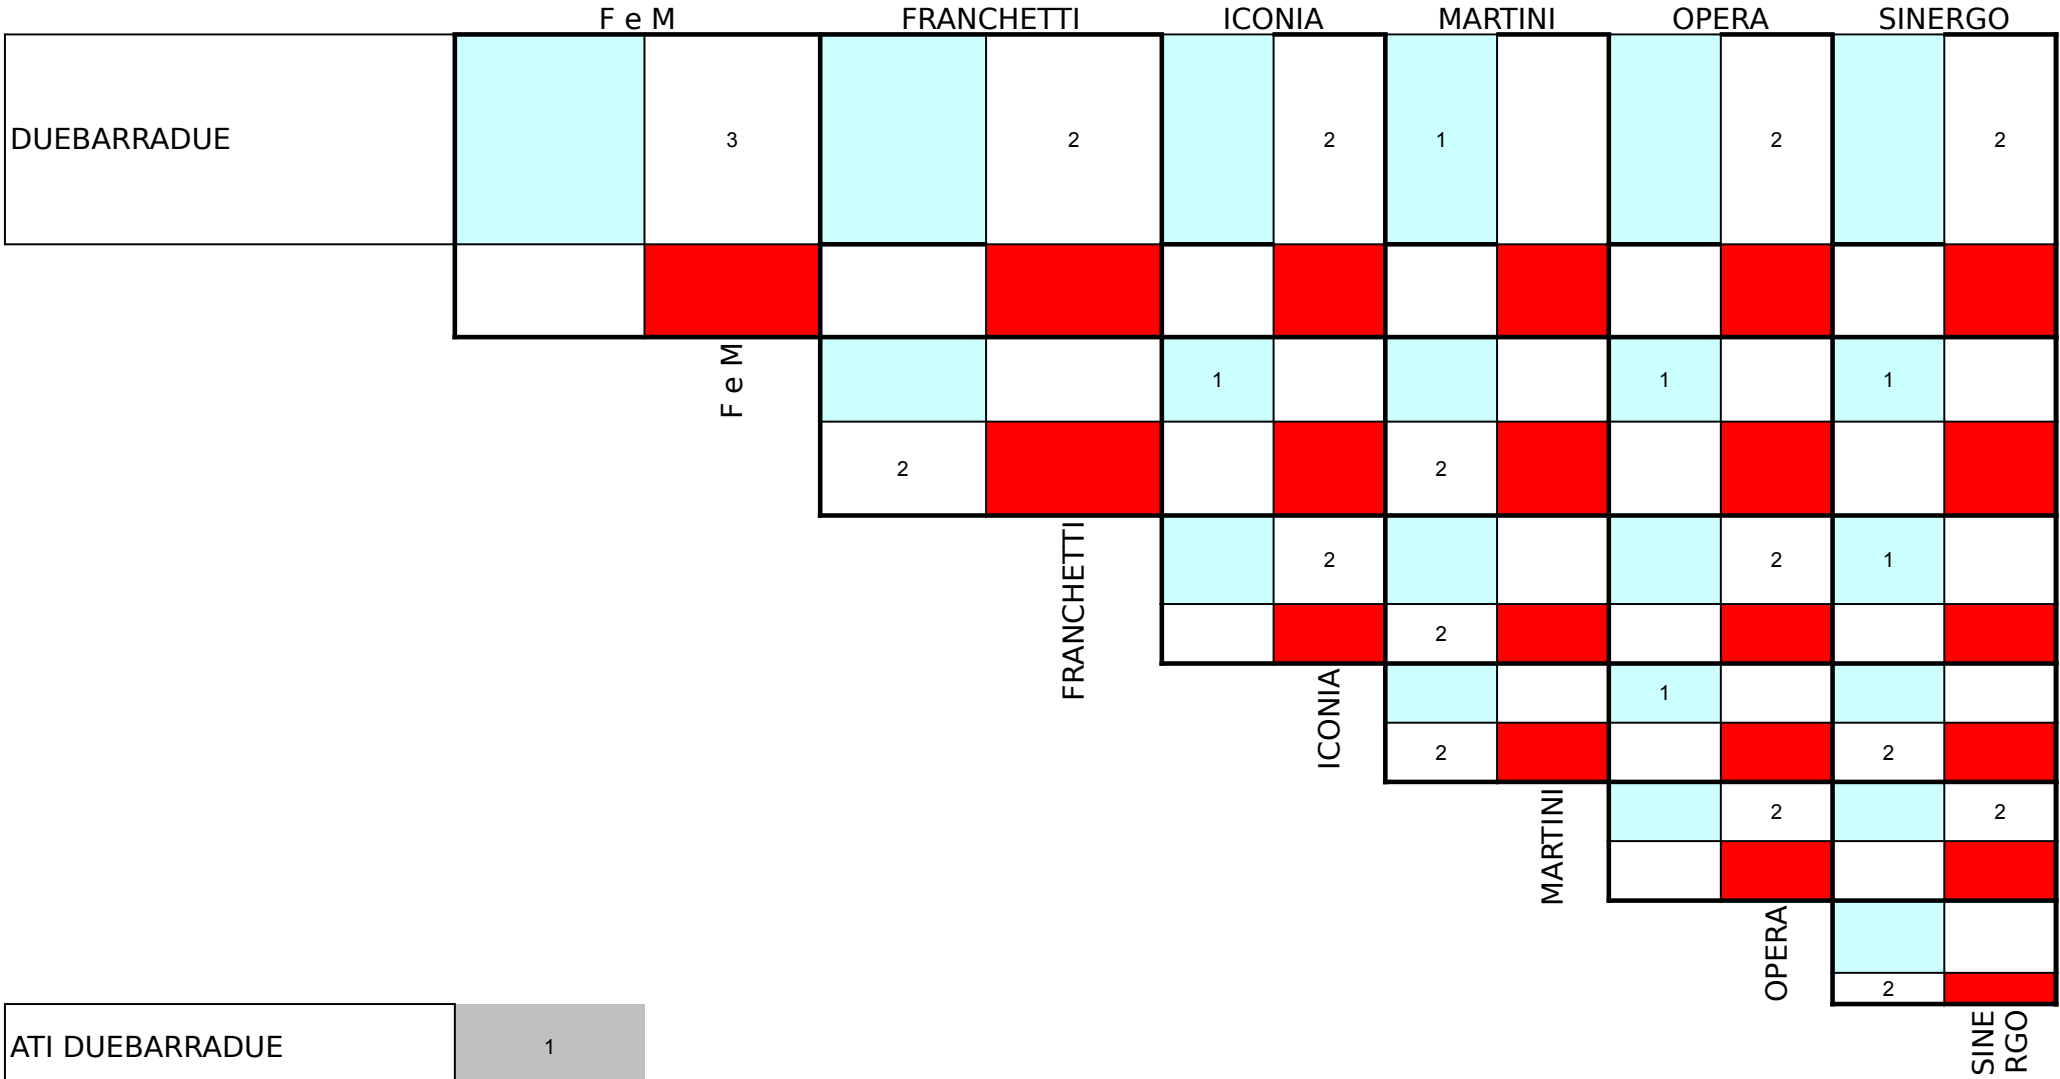 F e M FRANCHETTI ICONIA MARTINI OPERA SINERGO
DUEBARRADUE 3 2 2 1 2 2
F e M 1 1 1
2 2
FRANCHETTI 2 2 1
2
ICONIA 1
2 2
MARTINI 2 2
OPERA
2
SINE
RGO
ATI DUEBARRADUE 1